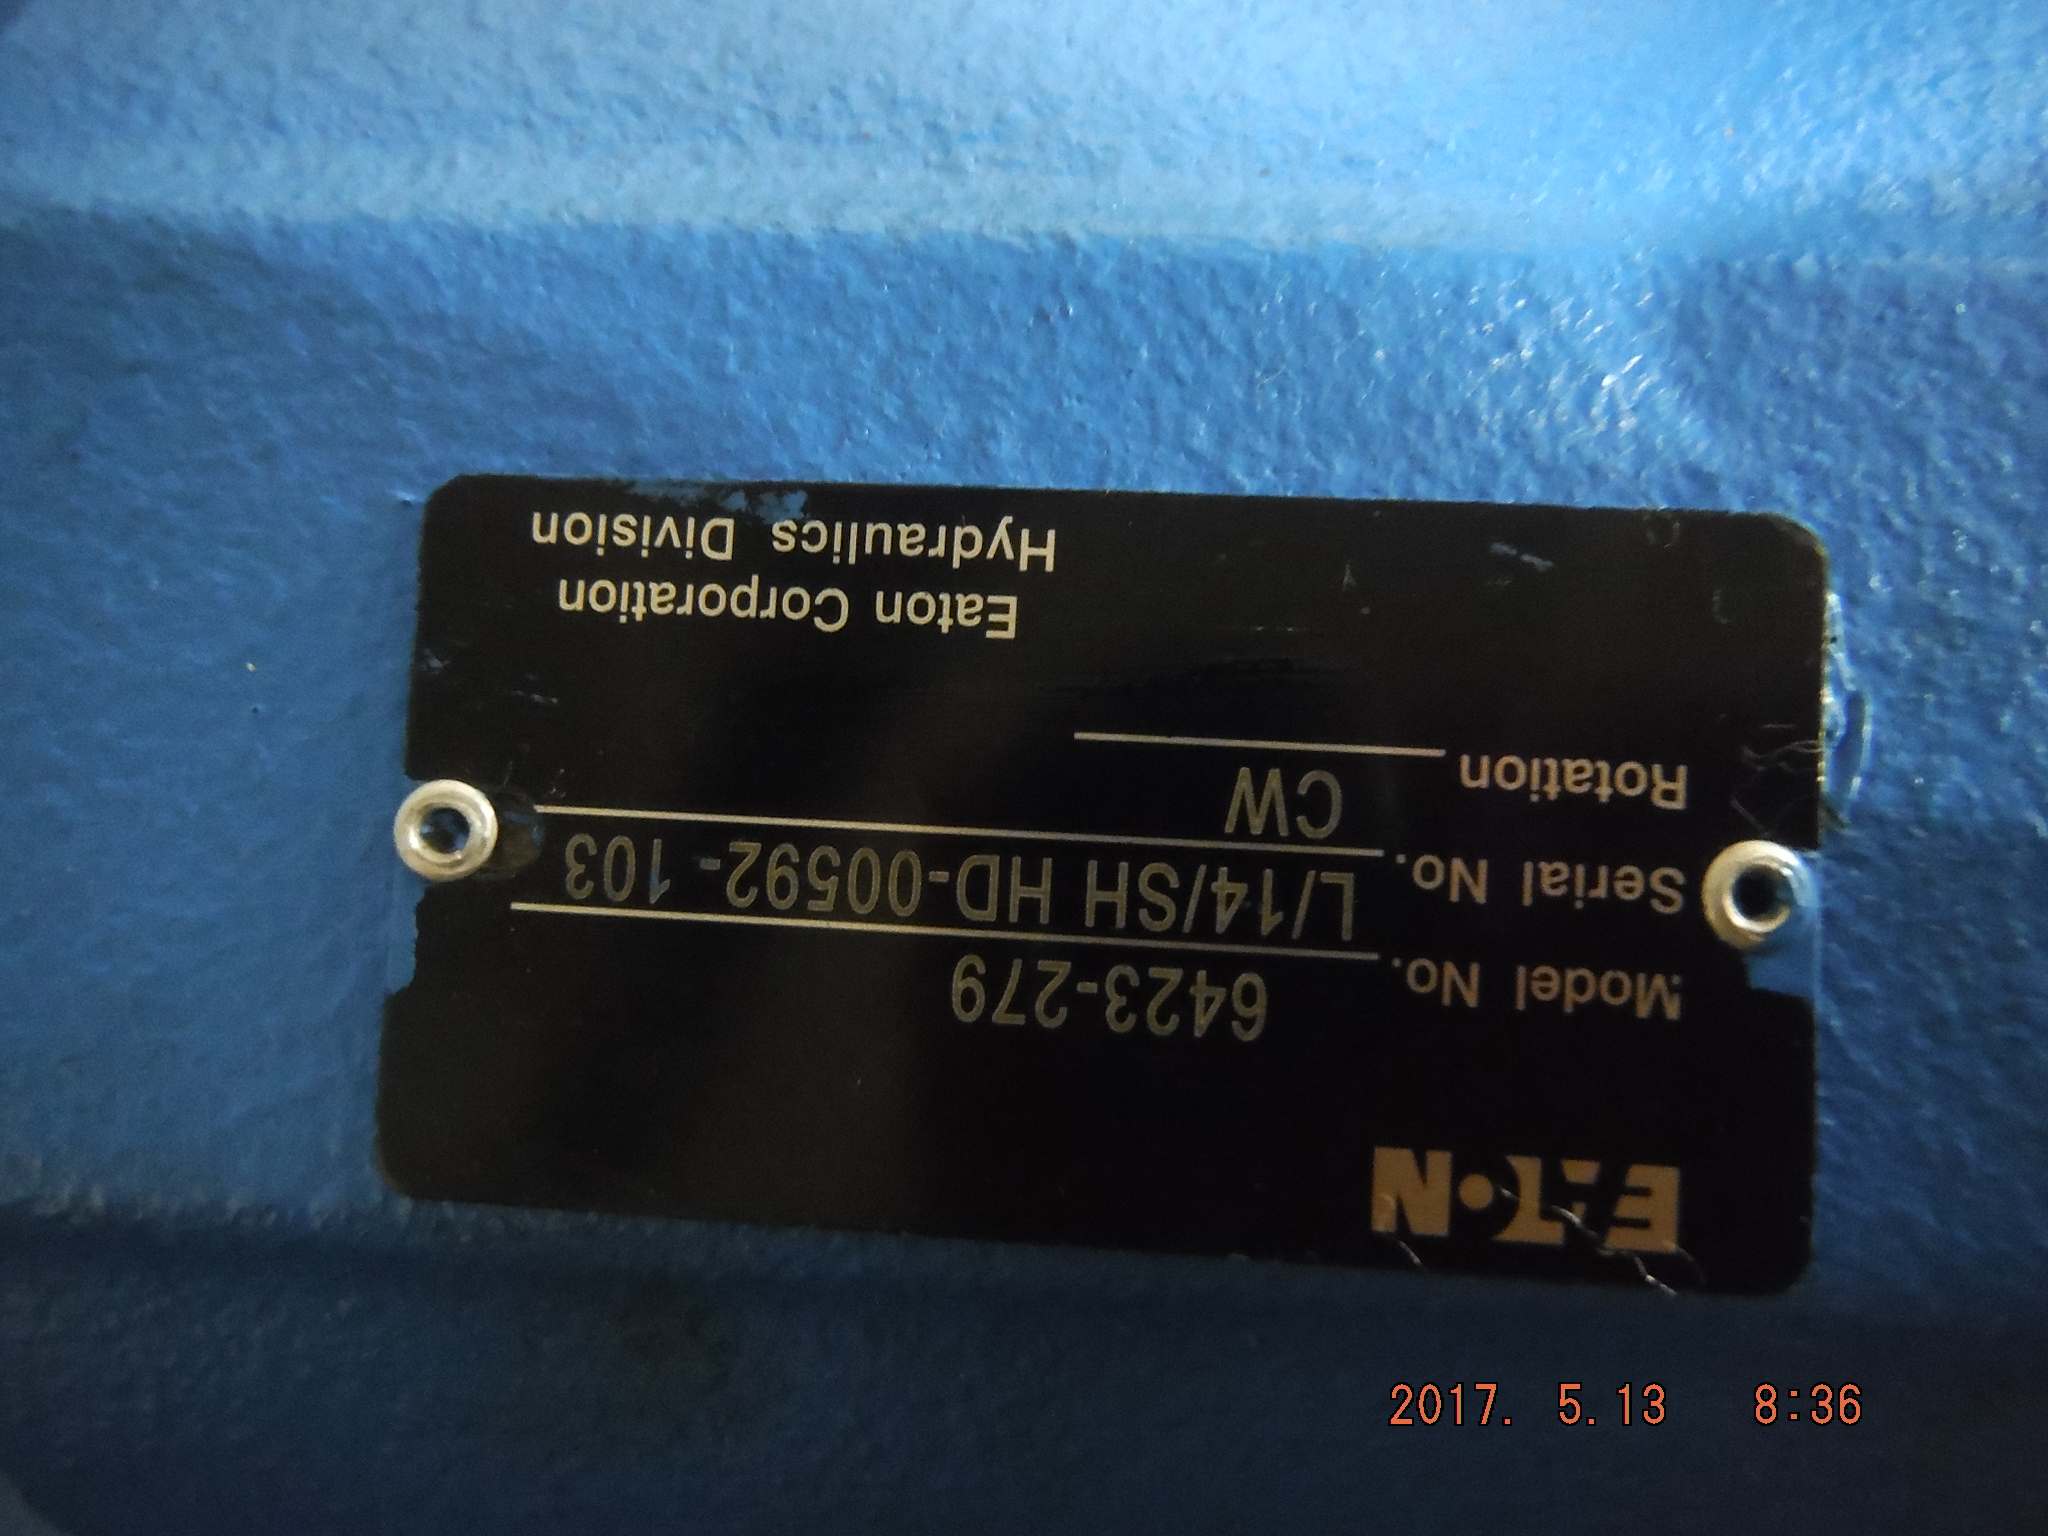 EATON
Model No. 6423-279
Serial No. L/14/SH HD-00592- 103
Rotation CW
Eaton Corporation
Hydraulics Division
2017. 5.13 8:36